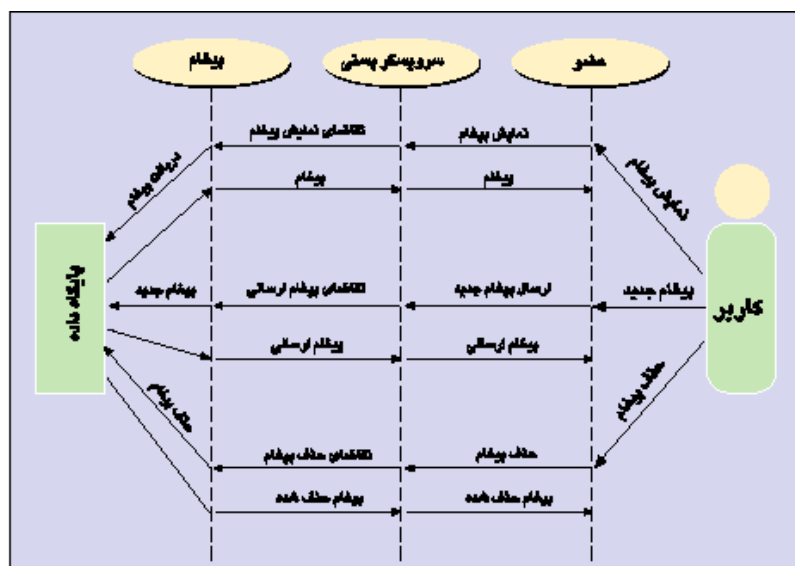 عضو
سرویسگر پستی
پیغام
نمایش پیغام
تقاضای نمایش پیغام
دریافت پیغام
نمایش پیغام
پیغام
پیغام
کاربر
پایگاه داده
پیغام جدید
ارسال پیغام جدید
تقاضای پیغام ارسالی
پیغام جدید
پیغام ارسالی
پیغام ارسالی
حذف پیغام
حذف پیغام
تقاضای حذف پیغام
حذف پیغام
پیغام حذف شده
پیغام حذف شده